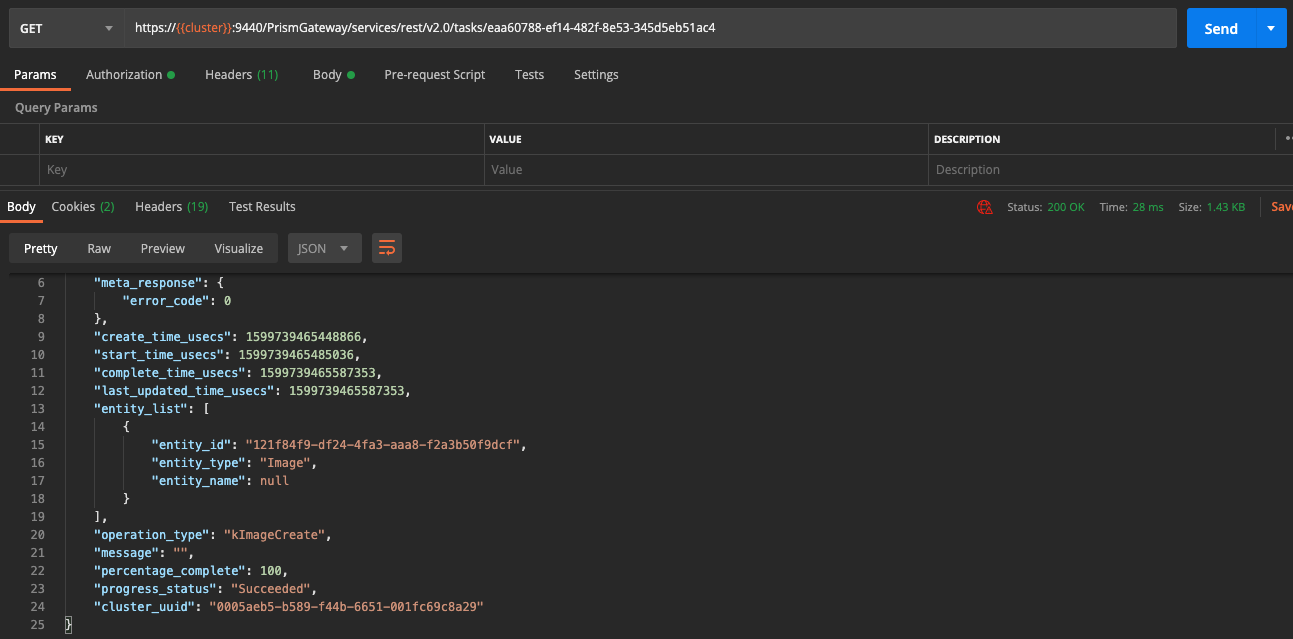 GET https://{{cluster}}:9440/PrismGateway/services/rest/v2.0/tasks/eaa60788-ef14-482f-8e53-345d5eb51ac4 Send
Params Authorization Headers (11) Body Pre-request Script Tests Settings
Query Params
KEY VALUE DESCRIPTION
Key Value Description
Body Cookies (2) Headers (19) Test Results Status: 200 OK Time: 28 ms Size: 1.43 KB Save
Pretty Raw Preview Visualize JSON
6 "meta_response": {
7 "error_code": 0
8 },
9 "create_time_usecs": 1599739465448866,
10 "start_time_usecs": 1599739465485036,
11 "complete_time_usecs": 1599739465587353,
12 "last_updated_time_usecs": 1599739465587353,
13 "entity_list": [
14 {
15 "entity_id": "121f84f9-df24-4fa3-aaa8-f2a3b50f9dcf",
16 "entity_type": "Image",
17 "entity_name": null
18 }
19 ],
20 "operation_type": "kImageCreate",
21 "message": "",
22 "percentage_complete": 100,
23 "progress_status": "Succeeded",
24 "cluster_uuid": "0005aeb5-b589-f44b-6651-001fc69c8a29"
25 }